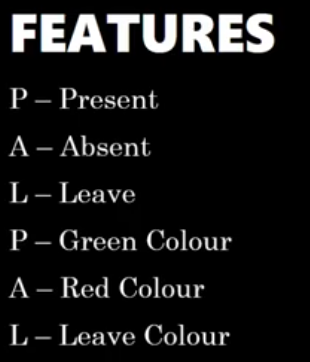 FEATURES
P – Present
A – Absent
L – Leave
P – Green Colour
A – Red Colour
L – Leave Colour